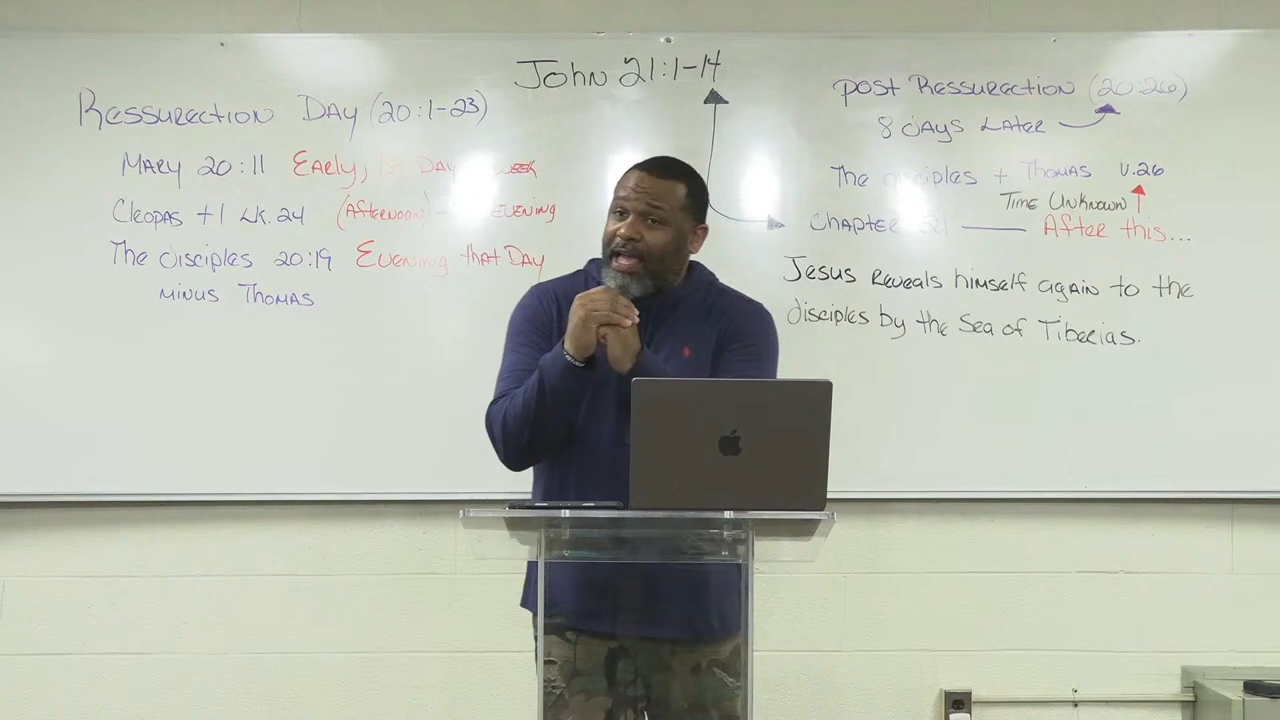 John 21:1-14
Ressurection Day (20:1-23)
Mary 20:11 Early, 1st Day week
Cleopas +1 Lk.24 (Afternoon) - evening
The disciples 20:19 Evening that Day
minus Thomas
post Ressurection (20:26)
8 days Later
The disciples + Thomas v.26
Time Unknown
Chapter 21 After this...
Jesus Reveals himself again to the
disciples by the Sea of Tiberias.